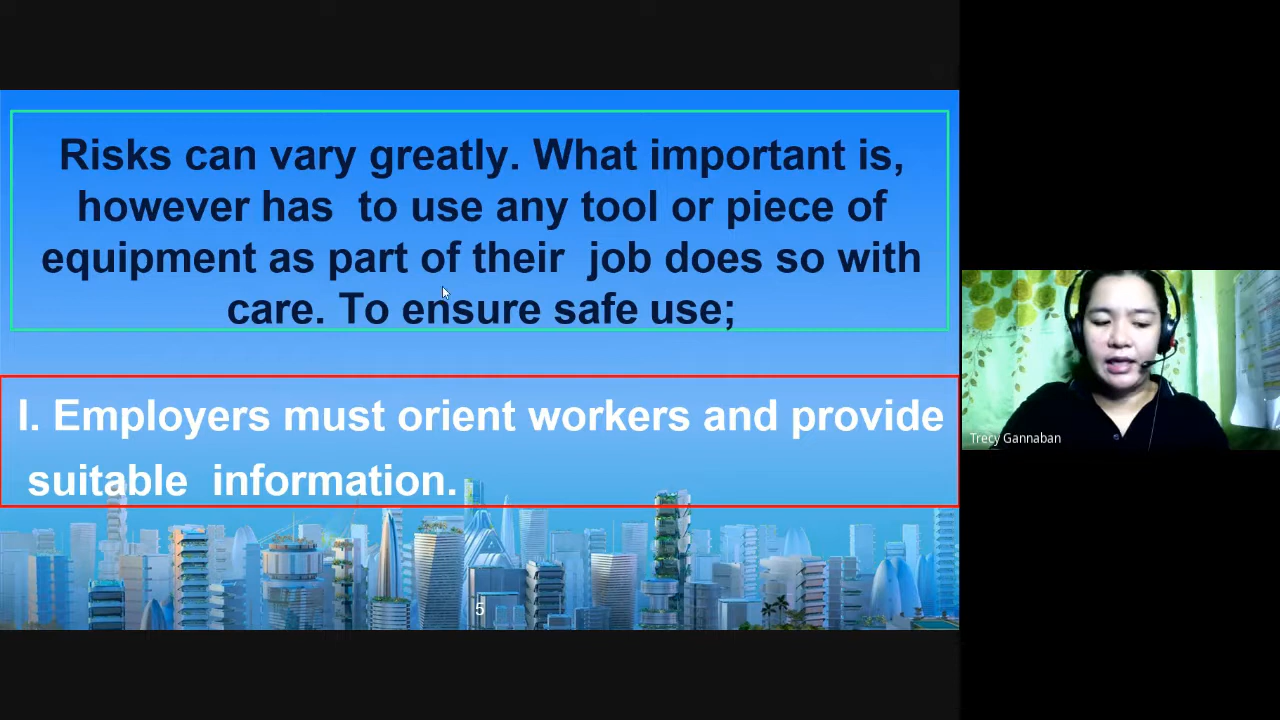 Risks can vary greatly. What important is,
however has to use any tool or piece of
equipment as part of their job does so with
care. To ensure safe use;
I. Employers must orient workers and provide
suitable information.
5
Trecy Gannaban